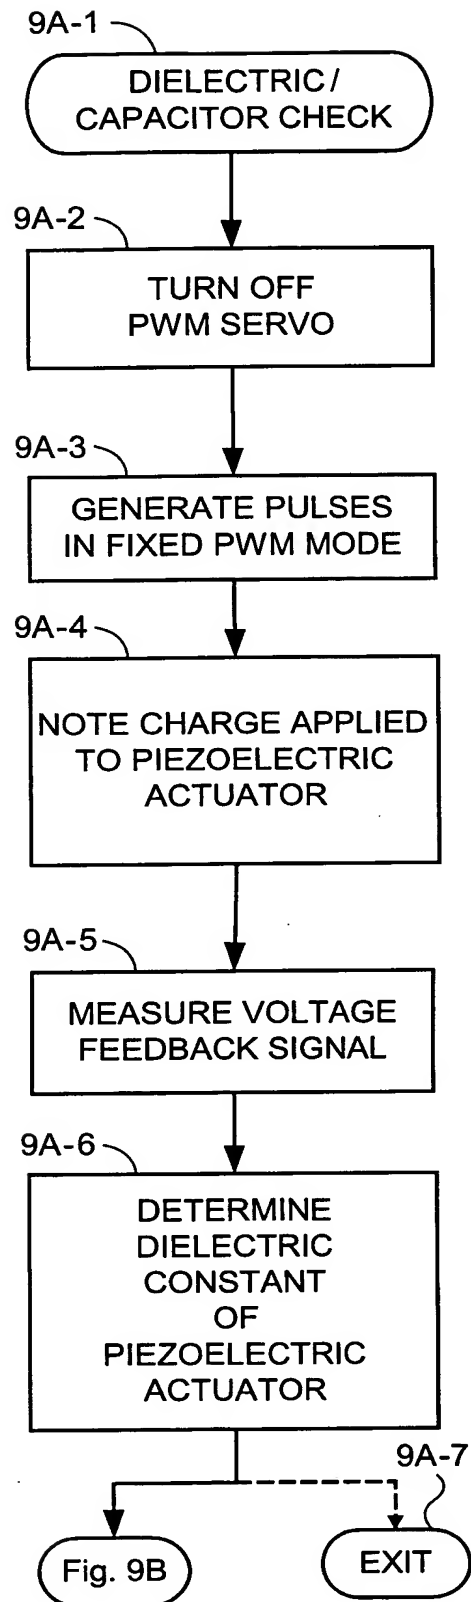 9A-1
DIELECTRIC/
CAPACITOR CHECK
9A-2
TURN OFF
PWM SERVO
9A-3
GENERATE PULSES
IN FIXED PWM MODE
9A-4
NOTE CHARGE APPLIED
TO PIEZOELECTRIC
ACTUATOR
9A-5
MEASURE VOLTAGE
FEEDBACK SIGNAL
9A-6
DETERMINE
DIELECTRIC
CONSTANT
OF
PIEZOELECTRIC
ACTUATOR
9A-7
Fig. 9B
EXIT